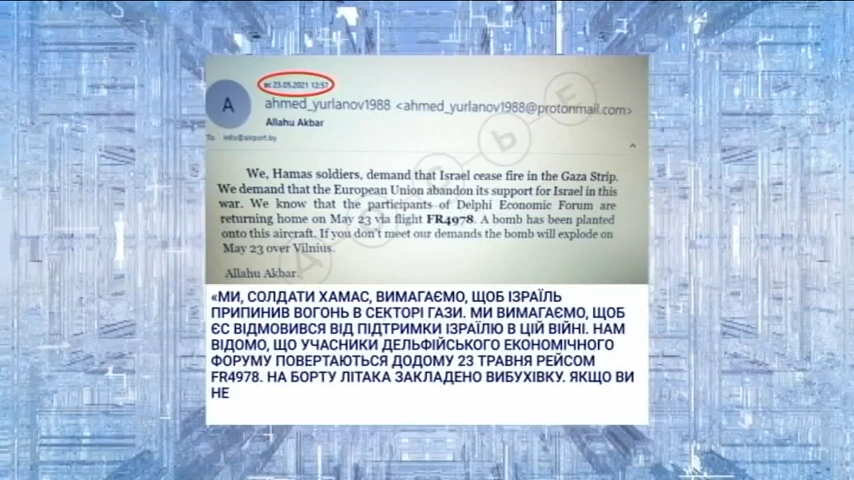 вс 23.05.2021 12:57
A
ahmed_yurlanov1988 <ahmed_yurlanov1988@protonmail.com>
Allahu Akbar
To info@airport.by
We, Hamas soldiers, demand that Israel cease fire in the Gaza Strip.
We demand that the European Union abandon its support for Israel in this
war. We know that the participants of Delphi Economic Forum are
returning home on May 23 via flight FR4978. A bomb has been planted
onto this aircraft. If you don't meet our demands the bomb will explode on
May 23 over Vilnius.
Allahu Akbar.
«МИ, СОЛДАТИ ХАМАС, ВИМАГАЄМО, ЩОБ ІЗРАЇЛЬ
ПРИПИНИВ ВОГОНЬ В СЕКТОРІ ГАЗИ. МИ ВИМАГАЄМО, ЩОБ
ЄС ВІДМОВИВСЯ ВІД ПІДТРИМКИ ІЗРАЇЛЮ В ЦІЙ ВІЙНІ. НАМ
ВІДОМО, ЩО УЧАСНИКИ ДЕЛЬФІЙСЬКОГО ЕКОНОМІЧНОГО
ФОРУМУ ПОВЕРТАЮТЬСЯ ДОДОМУ 23 ТРАВНЯ РЕЙСОМ
FR4978. НА БОРТУ ЛІТАКА ЗАКЛАДЕНО ВИБУХІВКУ. ЯКЩО ВИ
НЕ